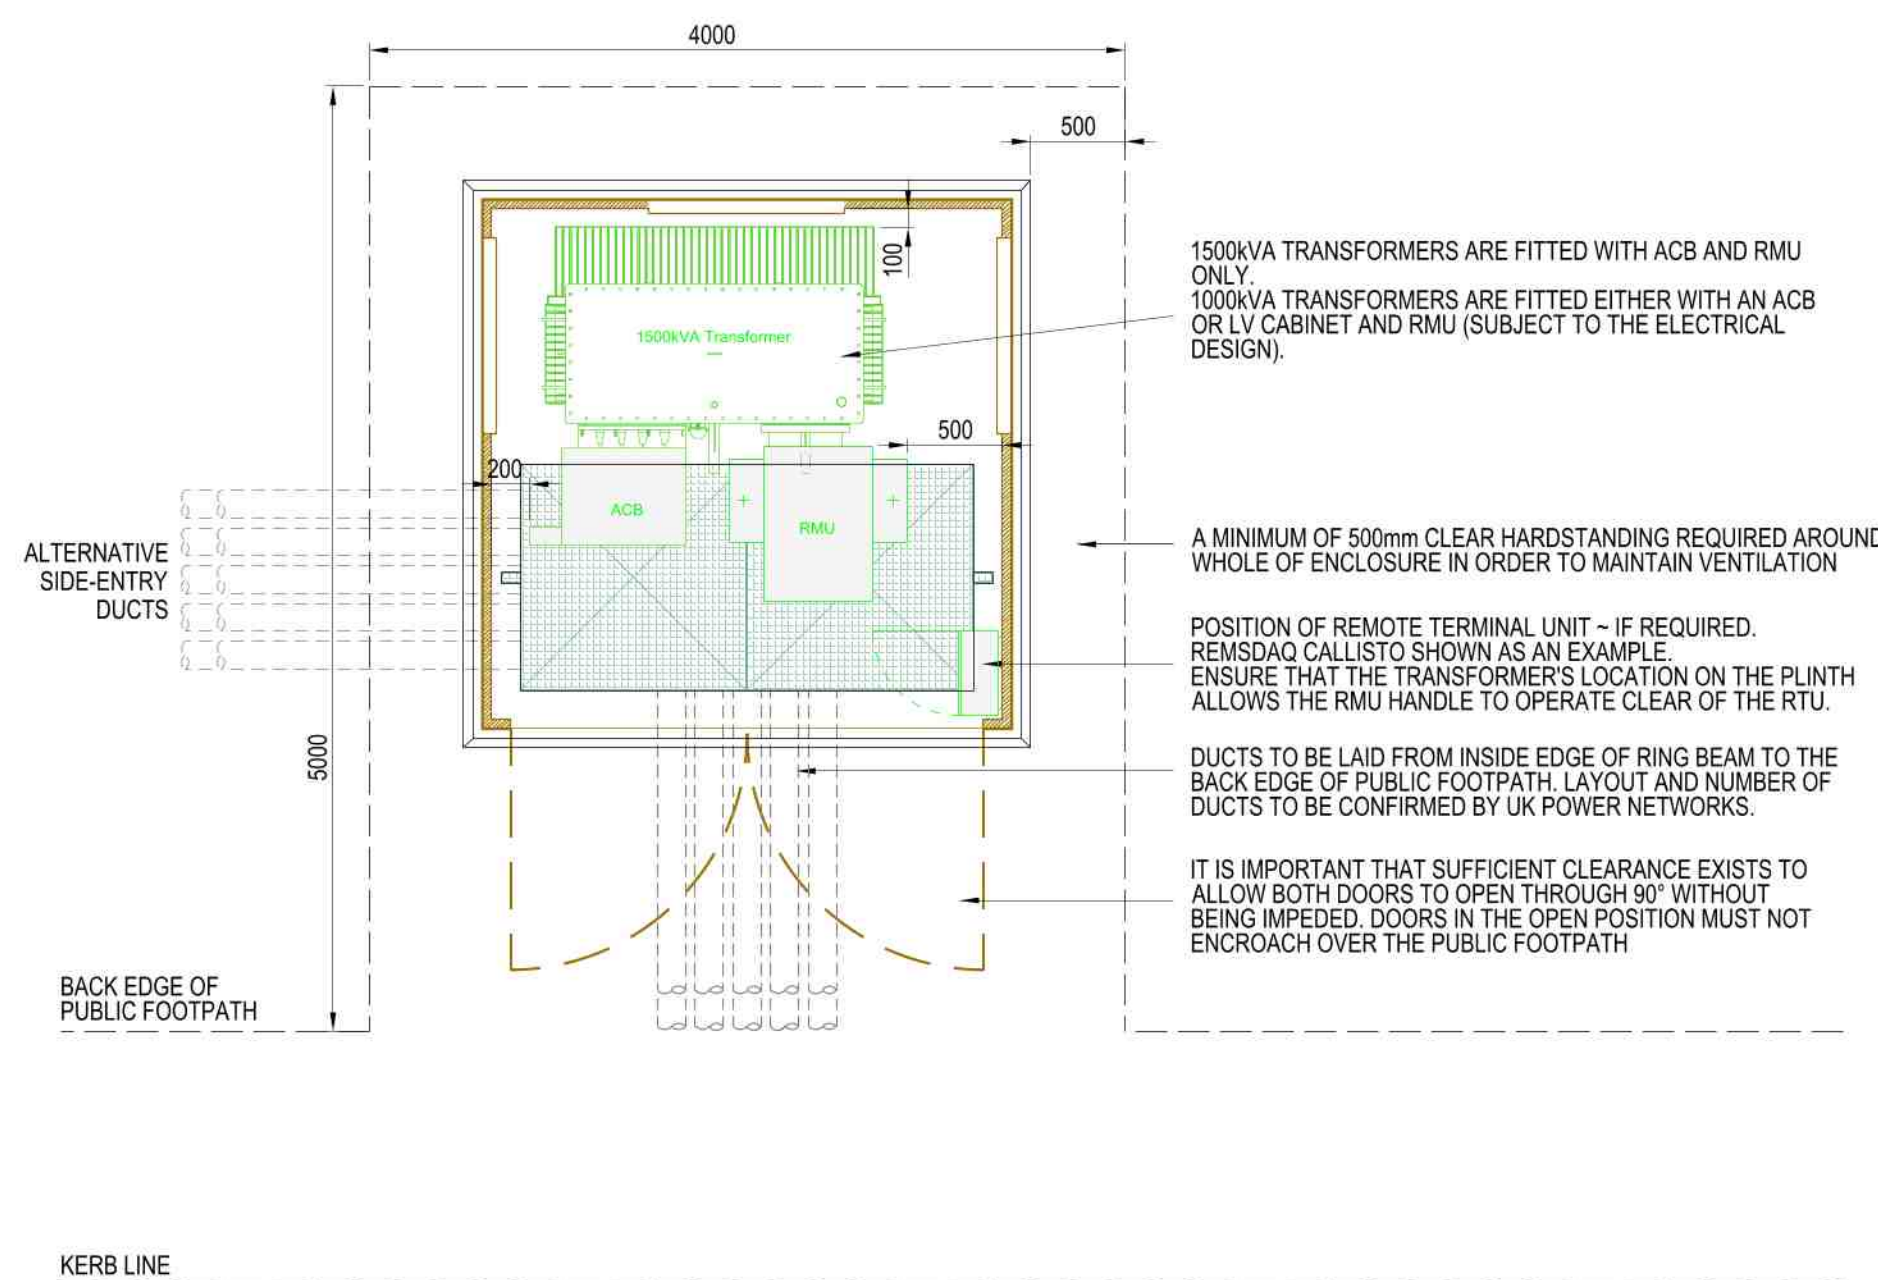 4000
500
100
1500kVA TRANSFORMERS ARE FITTED WITH ACB AND RMU
ONLY.
1000kVA TRANSFORMERS ARE FITTED EITHER WITH AN ACB
OR LV CABINET AND RMU (SUBJECT TO THE ELECTRICAL
DESIGN).
1500kVA Transformer
500
200
ACB
RMU
ALTERNATIVE
SIDE-ENTRY
DUCTS
A MINIMUM OF 500mm CLEAR HARDSTANDING REQUIRED AROUND
WHOLE OF ENCLOSURE IN ORDER TO MAINTAIN VENTILATION
POSITION OF REMOTE TERMINAL UNIT ~ IF REQUIRED.
REMSDAQ CALLISTO SHOWN AS AN EXAMPLE.
ENSURE THAT THE TRANSFORMER'S LOCATION ON THE PLINTH
ALLOWS THE RMU HANDLE TO OPERATE CLEAR OF THE RTU.
5000
DUCTS TO BE LAID FROM INSIDE EDGE OF RING BEAM TO THE
BACK EDGE OF PUBLIC FOOTPATH. LAYOUT AND NUMBER OF
DUCTS TO BE CONFIRMED BY UK POWER NETWORKS.
IT IS IMPORTANT THAT SUFFICIENT CLEARANCE EXISTS TO
ALLOW BOTH DOORS TO OPEN THROUGH 90° WITHOUT
BEING IMPEDED. DOORS IN THE OPEN POSITION MUST NOT
ENCROACH OVER THE PUBLIC FOOTPATH
BACK EDGE OF
PUBLIC FOOTPATH
KERB LINE